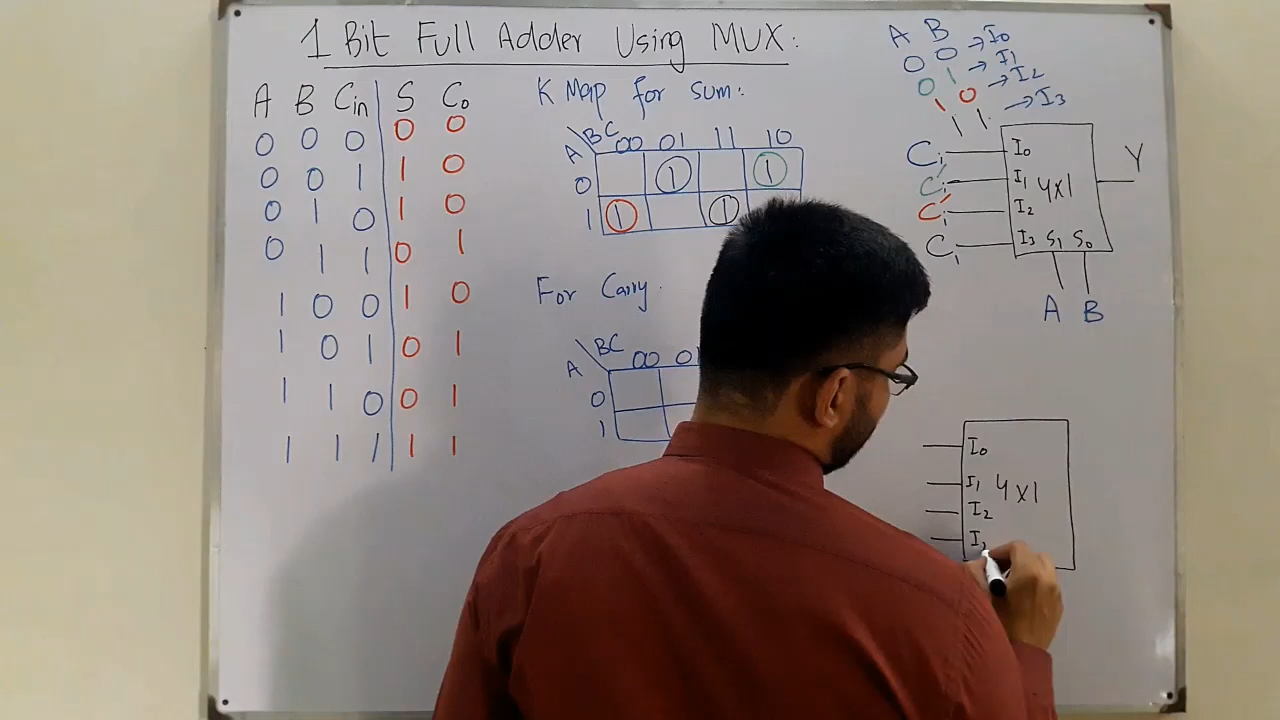 1 Bit Full Adder Using MUX:
A B Cin S Co
0 0 0 0 0
0 0 1 1 0
0 1 0 1 0
0 1 1 0 1
1 0 0 1 0
1 0 1 0 1
1 1 0 0 1
1 1 1 1 1
K Map for sum:
A BC 00 01 11 10
0 1 1
1 1 1
For Carry.
A BC 00
0
1
A B
0 0 → I0
0 1 → I1
1 0 → I2
1 1 → I3
Ci I0
Ci' I1 4x1 Y
Ci' I2
Ci I3 S1 S0
A B
I0
I1 4x1
I2